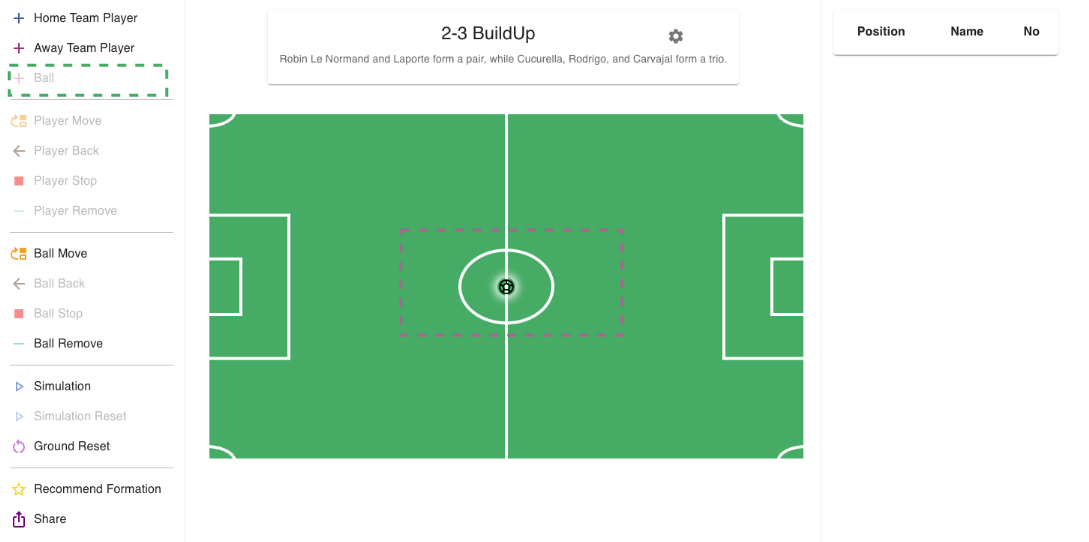 Home Team Player
Away Team Player
Ball
Player Move
Player Back
Player Stop
Player Remove
Ball Move
Ball Back
Ball Stop
Ball Remove
Simulation
Simulation Reset
Ground Reset
Recommend Formation
Share
2-3 BuildUp
Robin Le Normand and Laporte form a pair, while Cucurella, Rodrigo, and Carvajal form a trio.
Position Name No